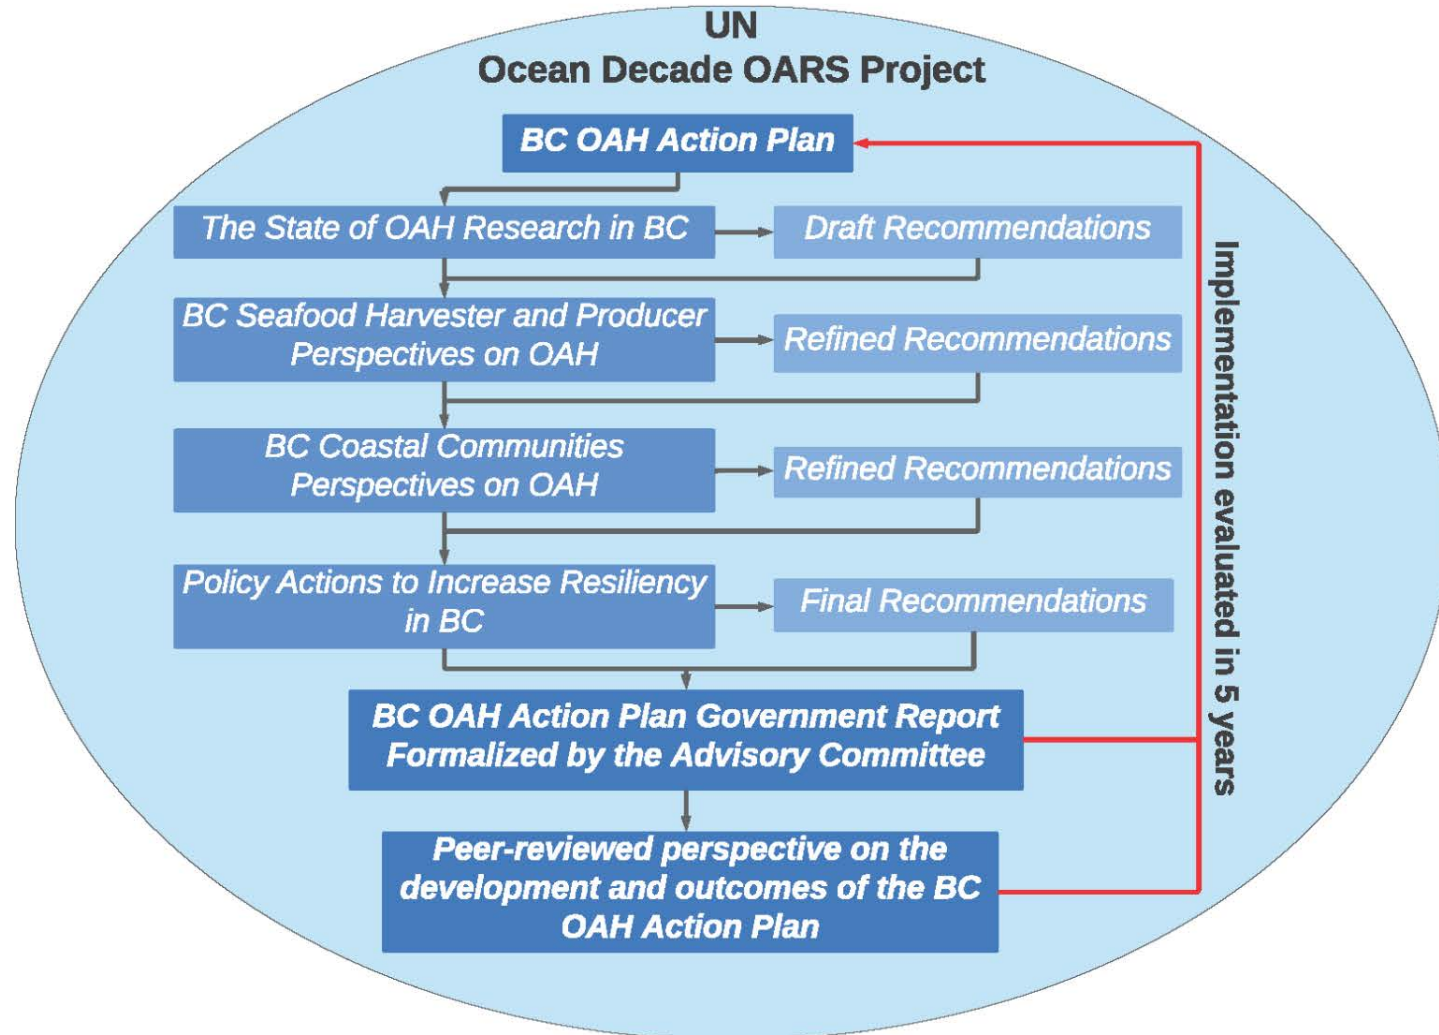 UN
Ocean Decade OARS Project
BC OAH Action Plan
The State of OAH Research in BC
Draft Recommendations
BC Seafood Harvester and Producer
Perspectives on OAH
Refined Recommendations
BC Coastal Communities
Perspectives on OAH
Refined Recommendations
Policy Actions to Increase Resiliency
in BC
Final Recommendations
BC OAH Action Plan Government Report
Formalized by the Advisory Committee
Peer-reviewed perspective on the
development and outcomes of the BC
OAH Action Plan
Implementation evaluated in 5 years